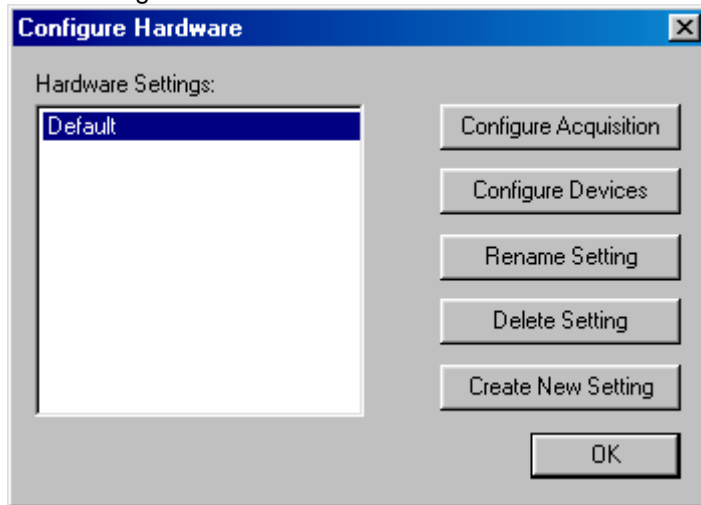 Configure Hardware
Hardware Settings:
Default
Configure Acquisition
Configure Devices
Rename Setting
Delete Setting
Create New Setting
OK